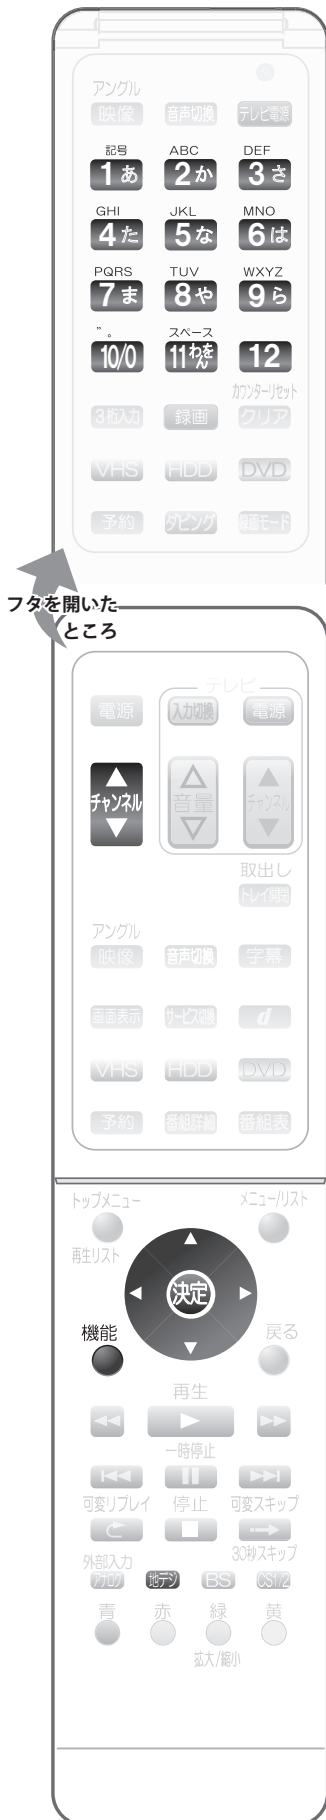 アングル
映像 音声切換 テレビ電源
記号 ABC DEF
1あ 2か 3さ
GHI JKL MNO
4た 5な 6は
PQRS TUV WXYZ
7ま 8や 9ら
゛。 スペース
10/0 11わをん 12
カウンターリセット
3桁入力 録画 クリア
VHS HDD DVD
予約 ダビング 録画モード
フタを開いた
ところ
テレビ
電源 入力切換 電源
チャンネル 音量 チャンネル
取出し
トレイ開閉
アングル
映像 音声切換 字幕
画面表示 サービス切換 d
VHS HDD DVD
予約 番組詳細 番組表
トップメニュー メニュー/リスト
再生リスト
決定
機能 戻る
再生
一時停止
可変リプレイ 停止 可変スキップ
30秒スキップ
外部入力
アナログ 地デジ BS CS1/2
青 赤 緑 黄
拡大/縮小